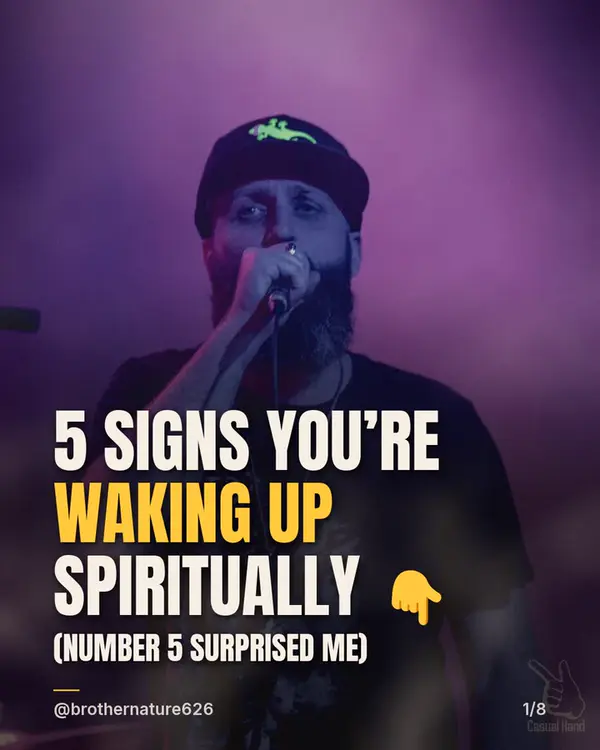 5 SIGNS YOU’RE
WAKING UP
SPIRITUALLY
(NUMBER 5 SURPRISED ME)
@brothernature626
1/8
Casual Hand